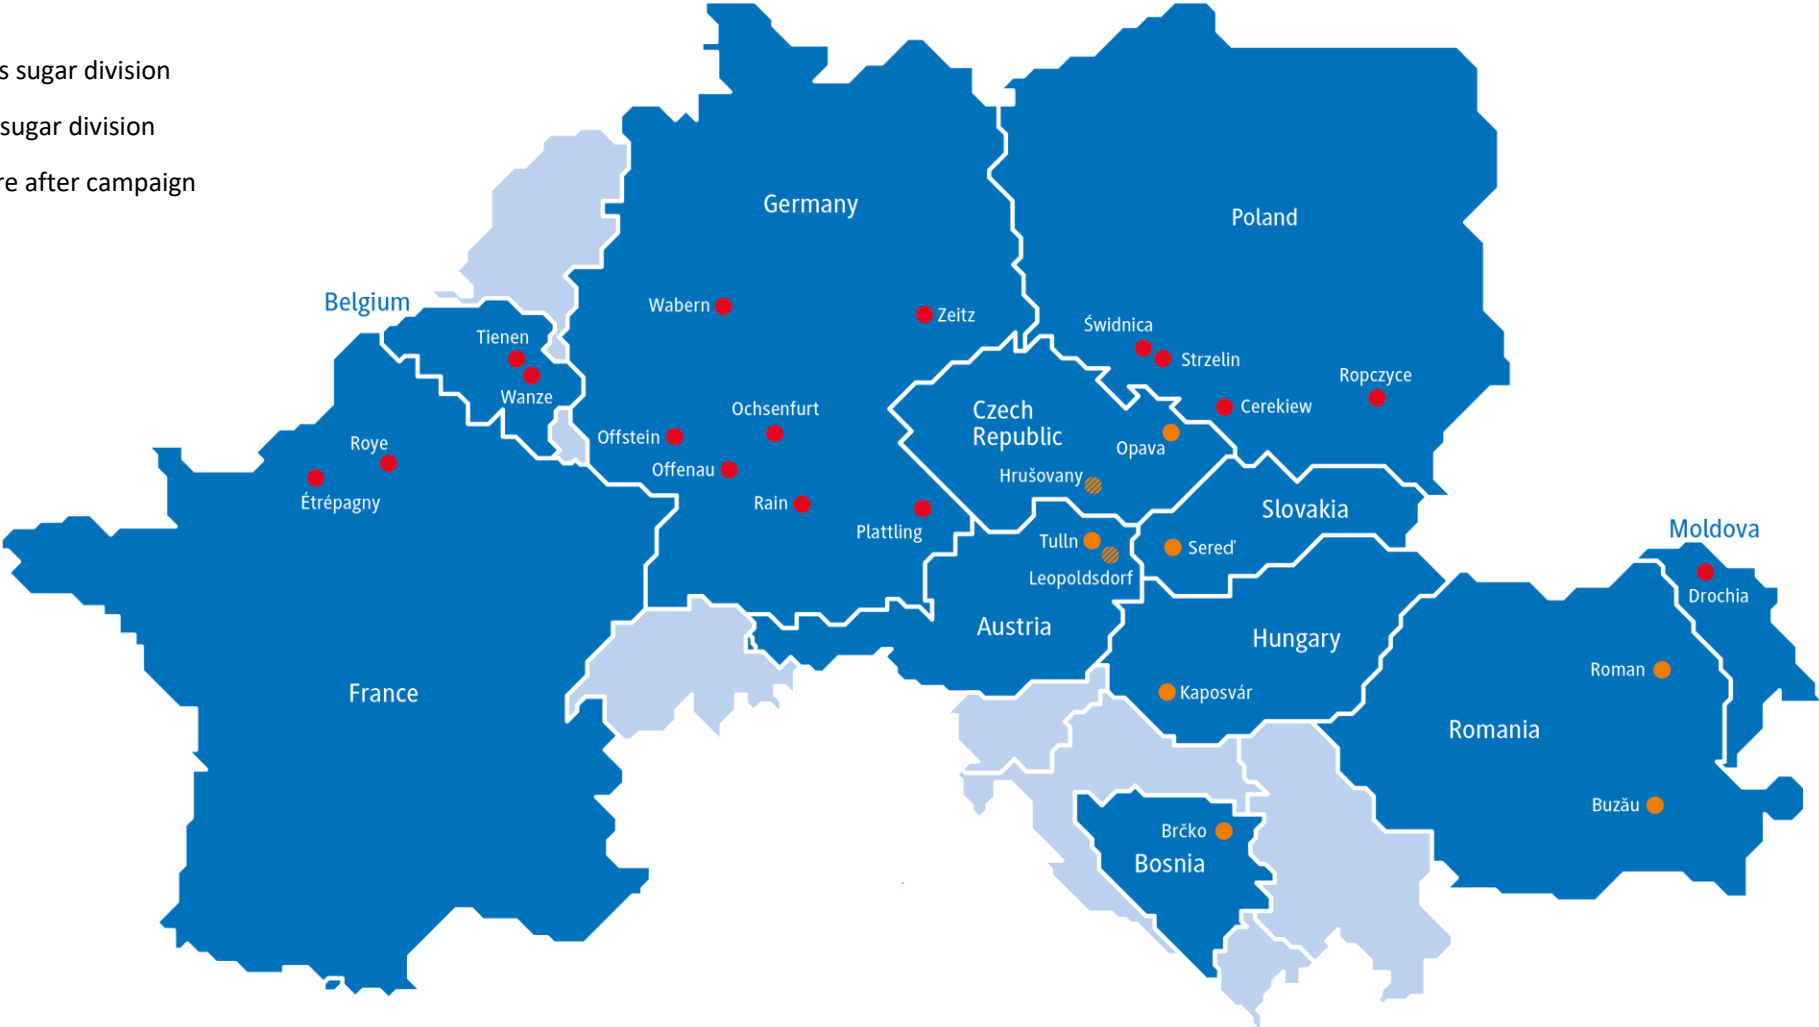 s sugar division
sugar division
re after campaign
Germany
Poland
Belgium
Wabern
Zeitz
Świdnica
Tienen
Strzelin
Ropczyce
Wanze
Ochsenfurt
Czech
Republic
Cerekiew
Offstein
Roye
Opava
Offenau
Hrušovany
Étrépagny
Rain
Slovakia
Plattling
Moldova
Tulln
Sereď
Leopoldsdorf
Drochia
Austria
Hungary
Roman
France
Kaposvár
Romania
Buzău
Brčko
Bosnia